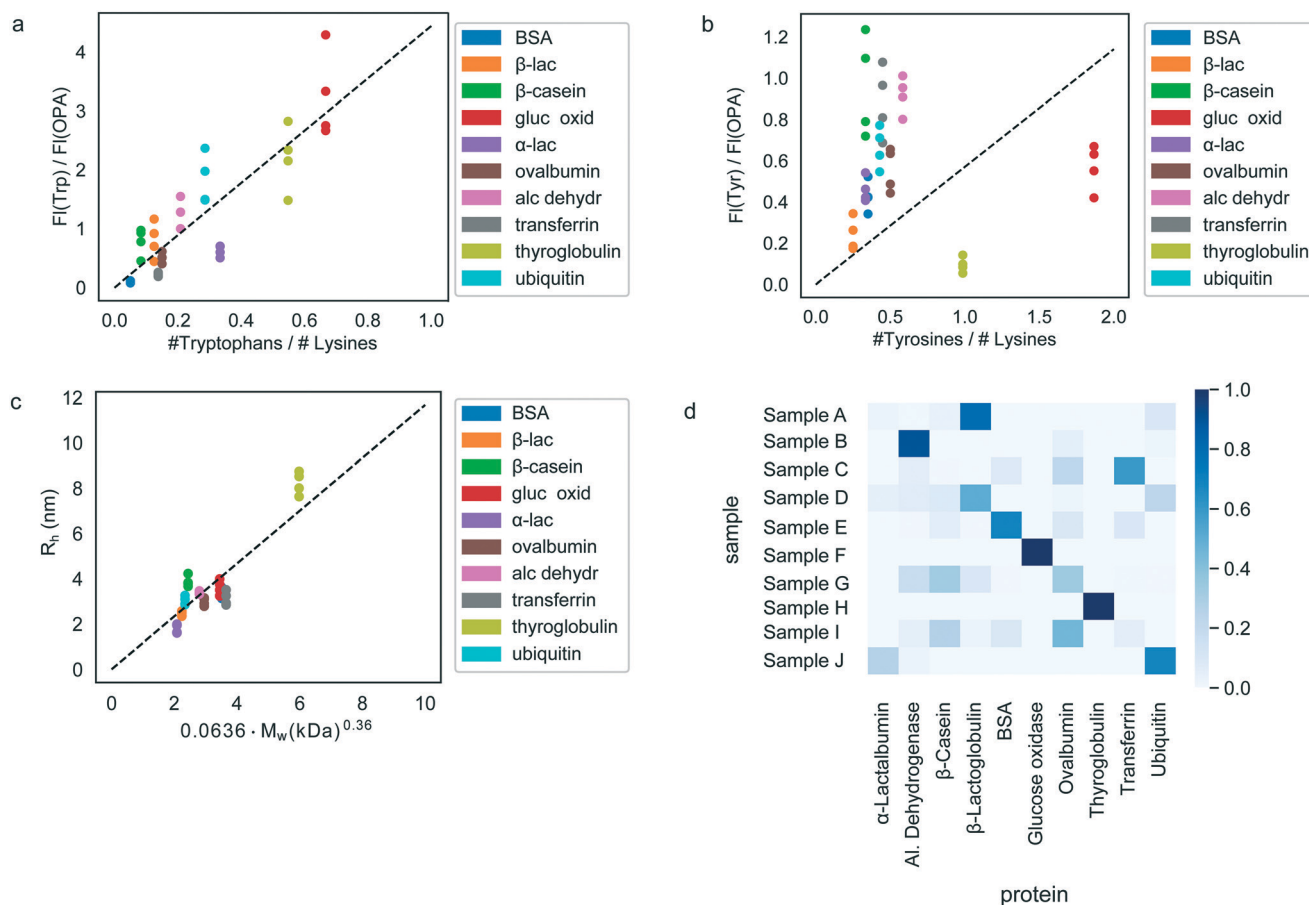 a
FI(Trp) / FI(OPA)
4
3
2
1
0
0.0
0.2
0.4
0.6
0.8
1.0
#Tryptophans / # Lysines
BSA
β-lac
β-casein
gluc oxid
α-lac
ovalbumin
alc dehydr
transferrin
thyroglobulin
ubiquitin
b
FI(Tyr) / FI(OPA)
1.2
1.0
0.8
0.6
0.4
0.2
0.0
0.0
0.5
1.0
1.5
2.0
#Tyrosines / # Lysines
BSA
β-lac
β-casein
gluc oxid
α-lac
ovalbumin
alc dehydr
transferrin
thyroglobulin
ubiquitin
c
Rh (nm)
12
10
8
6
4
2
0
0
2
4
6
8
10
0.0636 · Mw(kDa)^0.36
BSA
β-lac
β-casein
gluc oxid
α-lac
ovalbumin
alc dehydr
transferrin
thyroglobulin
ubiquitin
d
sample
Sample A
Sample B
Sample C
Sample D
Sample E
Sample F
Sample G
Sample H
Sample I
Sample J
α-Lactalbumin
Al. Dehydrogenase
β-Casein
β-Lactoglobulin
BSA
Glucose oxidase
Ovalbumin
Thyroglobulin
Transferrin
Ubiquitin
protein
1.0
0.8
0.6
0.4
0.2
0.0